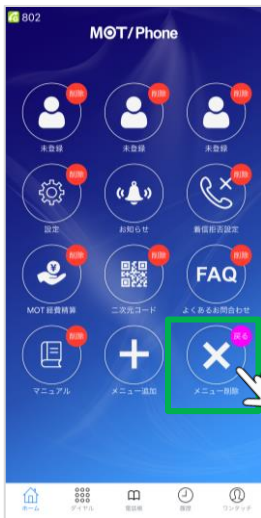 802
MOT/Phone
削除 削除 削除
未登録 未登録 未登録
削除 削除 削除
設定 お知らせ 着信拒否設定
削除 削除 削除
FAQ
MOT 経費精算 二次元コード よくあるお問合わせ
削除 戻る
マニュアル メニュー追加 メニュー削除
ホーム ダイヤル 電話帳 履歴 ワンタッチ